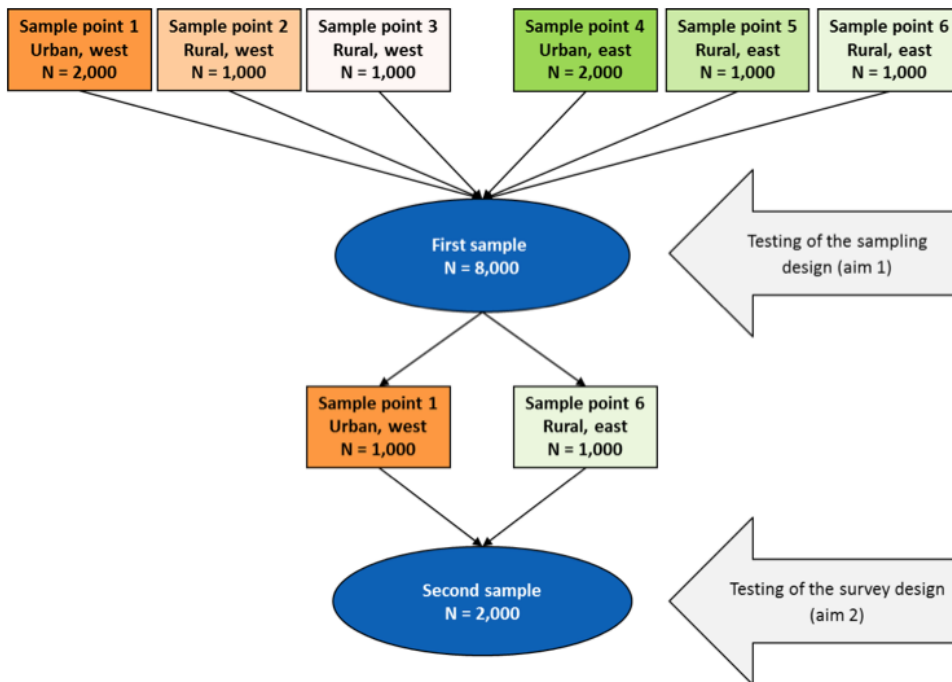 Sample point 1
Urban, west
N = 2,000
Sample point 2
Rural, west
N = 1,000
Sample point 3
Rural, west
N = 1,000
Sample point 4
Urban, east
N = 2,000
Sample point 5
Rural, east
N = 1,000
Sample point 6
Rural, east
N = 1,000
First sample
N = 8,000
Testing of the sampling
design (aim 1)
Sample point 1
Urban, west
N = 1,000
Sample point 6
Rural, east
N = 1,000
Second sample
N = 2,000
Testing of the survey design
(aim 2)